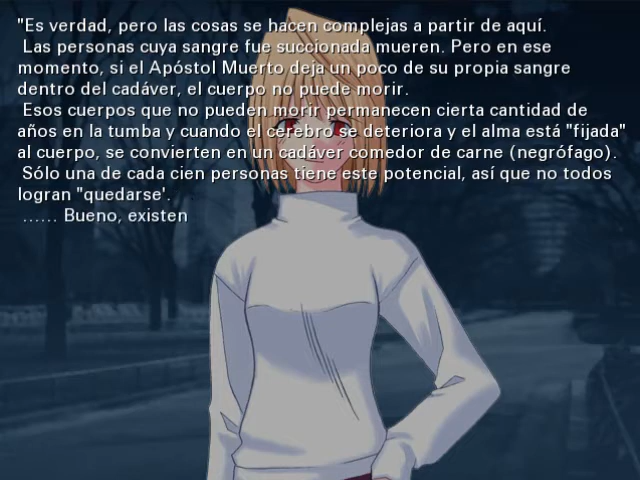 "Es verdad, pero las cosas se hacen complejas a partir de aquí.
Las personas cuya sangre fue succionada mueren. Pero en ese
momento, si el Apóstol Muerto deja un poco de su propia sangre
dentro del cadáver, el cuerpo no puede morir.
Esos cuerpos que no pueden morir permanecen cierta cantidad de
años en la tumba y cuando el cerebro se deteriora y el alma está "fijada"
al cuerpo, se convierten en un cadáver comedor de carne (negrófago).
Sólo una de cada cien personas tiene este potencial, así que no todos
logran "quedarse'.
…… Bueno, existen